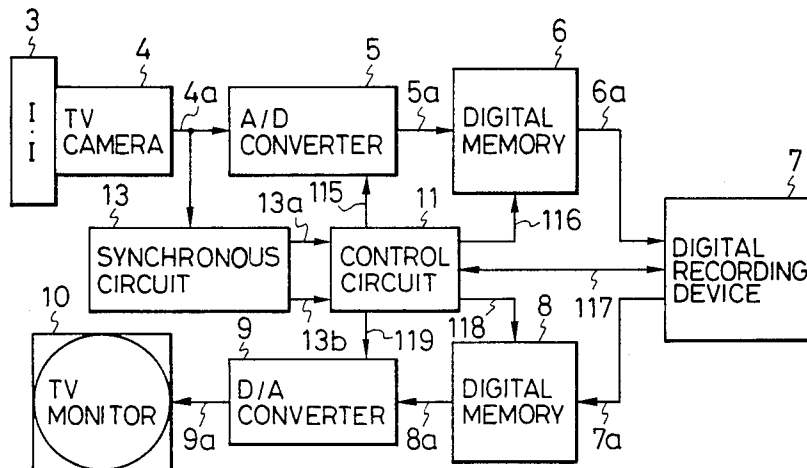 3
4
5
6
7
I.I
TV
CAMERA
4a
A/D
CONVERTER
5a
DIGITAL
MEMORY
6a
13
13a
115
11
116
SYNCHRONOUS
CIRCUIT
CONTROL
CIRCUIT
DIGITAL
RECORDING
DEVICE
117
10
13b
9
119
118
8
TV
MONITOR
9a
D/A
CONVERTER
8a
DIGITAL
MEMORY
7a